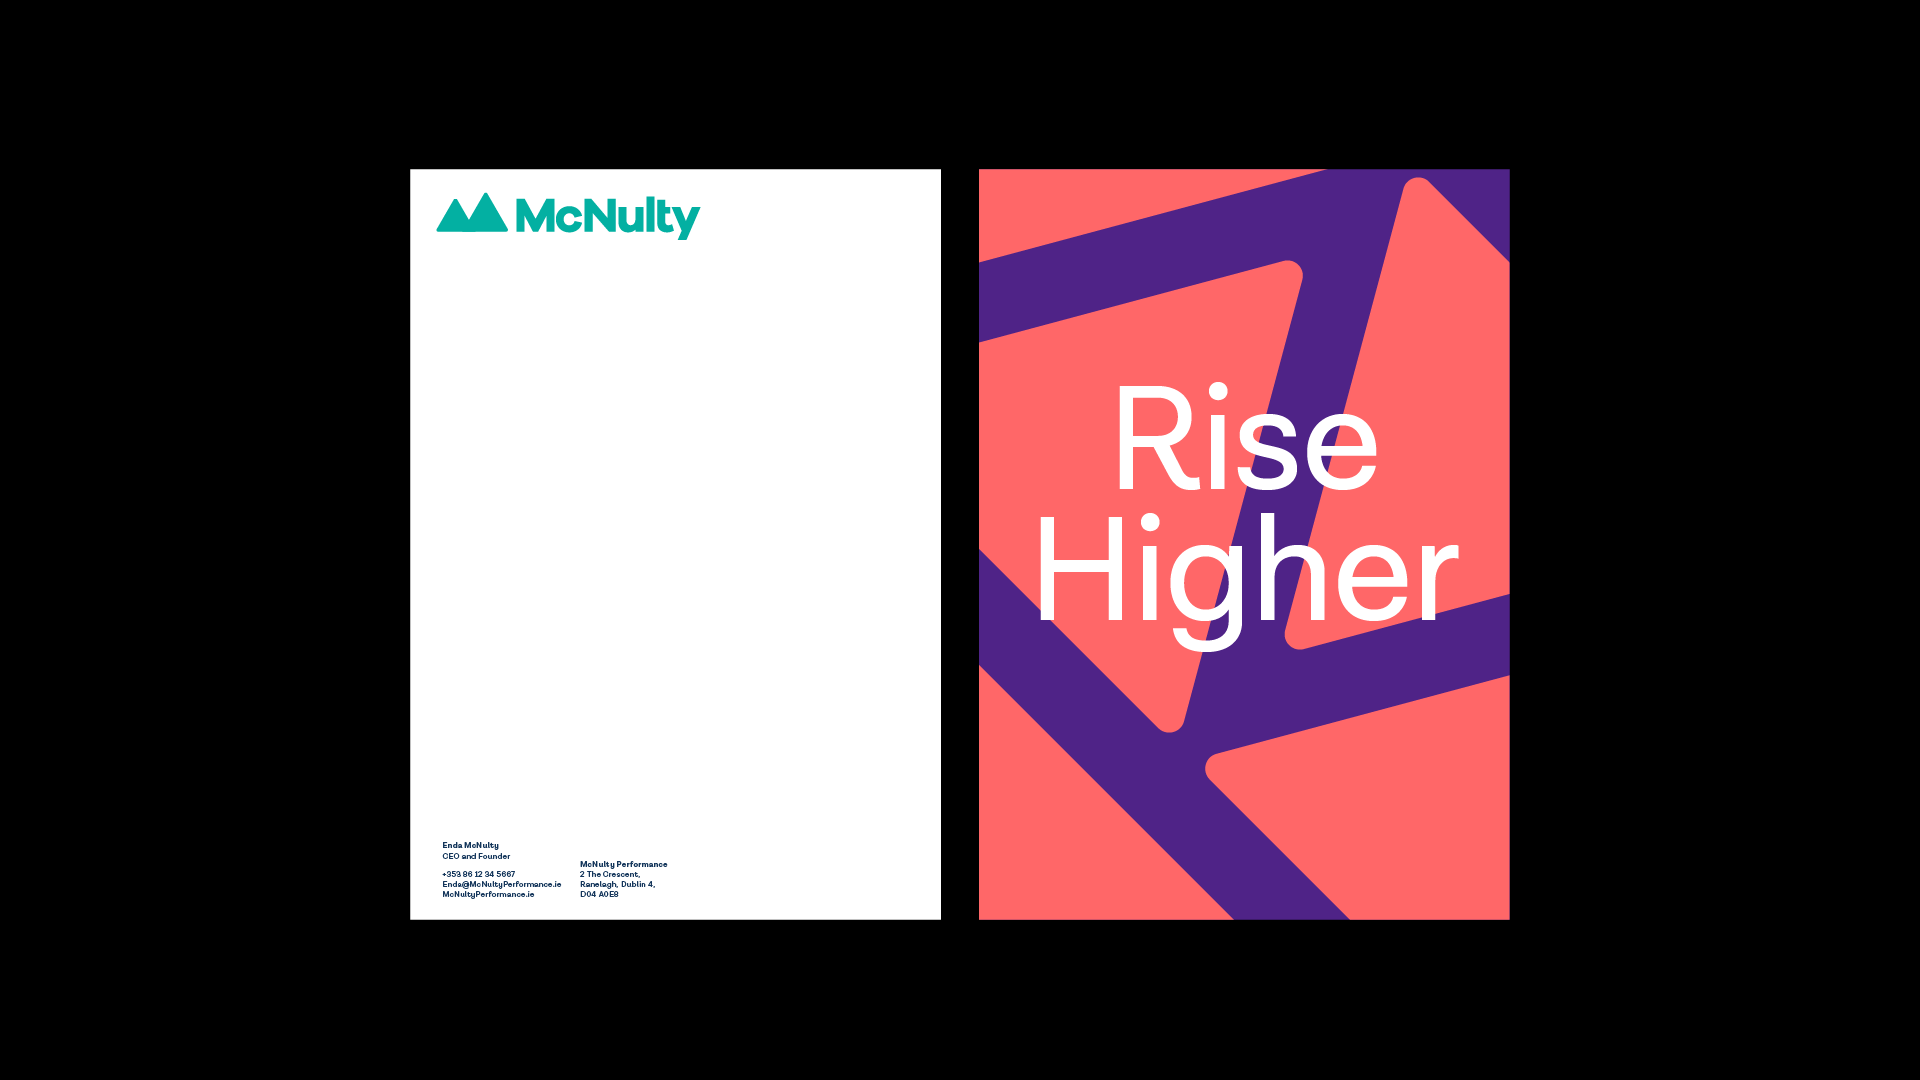 McNulty
Enda McNulty
CEO and Founder
+353 86 12 34 5667
Enda@McNultyPerformance.ie
McNultyPerformance.ie
McNulty Performance
2 The Crescent,
Ranelagh, Dublin 4,
D04 A0E8
Rise
Higher